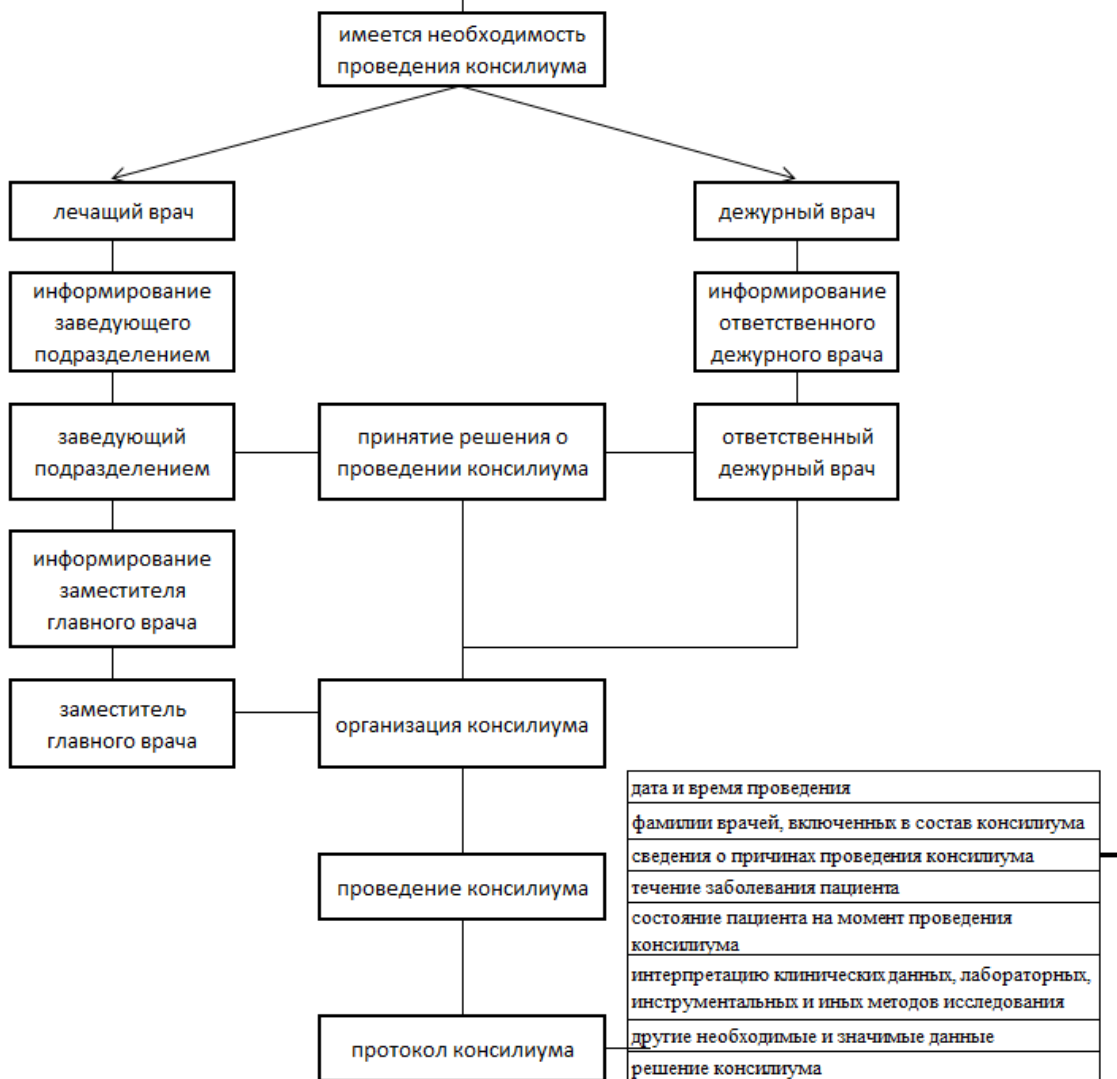 имеется необходимость
проведения консилиума
лечащий врач
дежурный врач
информирование
заведующего
подразделением
информирование
ответственного
дежурного врача
заведующий
подразделением
принятие решения о
проведении консилиума
ответственный
дежурный врач
информирование
заместителя
главного врача
заместитель
главного врача
организация консилиума
проведение консилиума
протокол консилиума
дата и время проведения
фамилии врачей, включенных в состав консилиума
сведения о причинах проведения консилиума
течение заболевания пациента
состояние пациента на момент проведения
консилиума
интерпретацию клинических данных, лабораторных,
инструментальных и иных методов исследования
другие необходимые и значимые данные
решение консилиума